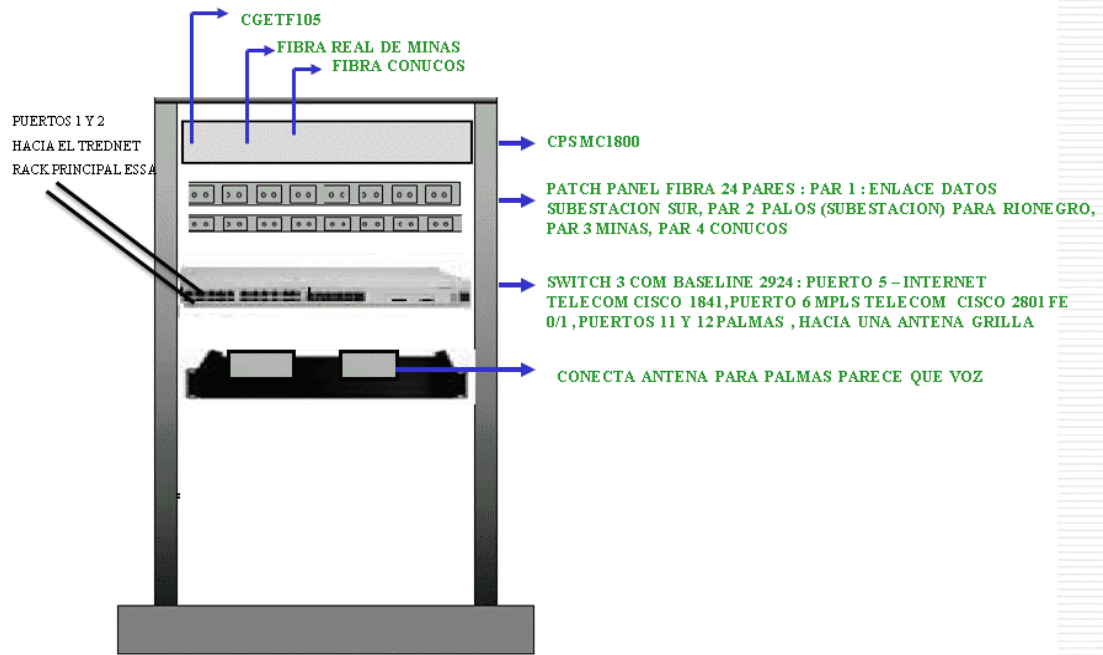 CGETF105
FIBRA REAL DE MINAS
FIBRA CONUCOS
PUERTOS 1 Y 2
HACIA EL TREDNET
RACK PRINCIPAL ESSA
CPS MC1800
PATCH PANEL FIBRA 24 PARES : PAR 1 : ENLACE DATOS
SUBESTACION SUR, PAR 2 PALOS (SUBESTACION) PARA RIONEGRO,
PAR 3 MINAS, PAR 4 CONUCOS
SWITCH 3 COM BASELINE 2924 : PUERTO 5 – INTERNET
TELECOM CISCO 1841, PUERTO 6 MPLS TELECOM CISCO 2801 FE
0/1 , PUERTOS 11 Y 12 PALMAS , HACIA UNA ANTENA GRILLA
CONECTA ANTENA PARA PALMAS PARECE QUE VOZ